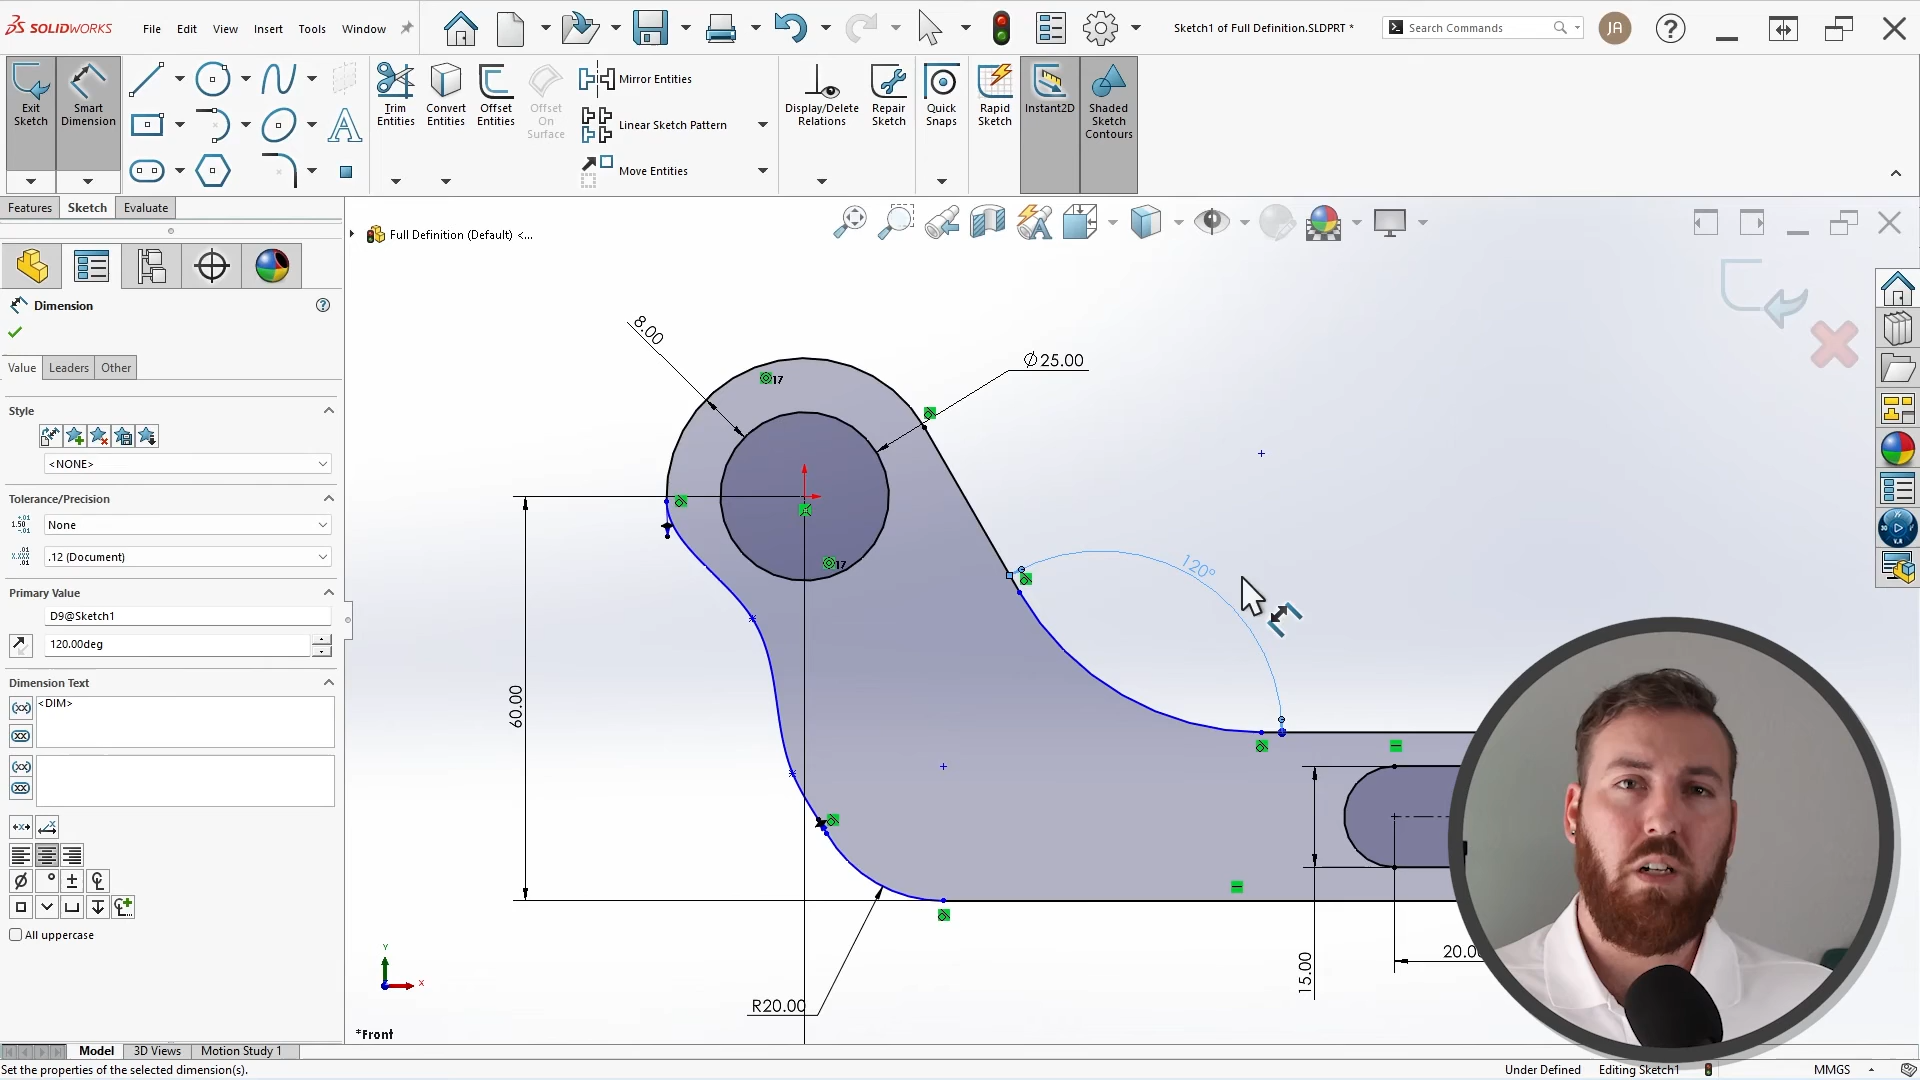 SOLIDWORKS
File Edit View Insert Tools Window
Sketch1 of Full Definition.SLDPRT *
Search Commands
JA
Exit Sketch
Smart Dimension
Trim Entities
Convert Entities
Offset Entities
Offset On Surface
Mirror Entities
Linear Sketch Pattern
Move Entities
Display/Delete Relations
Repair Sketch
Quick Snaps
Rapid Sketch
Instant2D
Shaded Sketch Contours
Features Sketch Evaluate
Full Definition (Default) <...
Dimension
Value Leaders Other
Style
<NONE>
Tolerance/Precision
None
.12 (Document)
Primary Value
D9@Sketch1
120.00deg
Dimension Text
<DIM>
All uppercase
8.00
Ø25.00
17
17
120°
60.00
R20.00
15.00
20.0
Y
X
*Front
Model 3D Views Motion Study 1
Set the properties of the selected dimension(s).
Under Defined
Editing Sketch1
MMGS